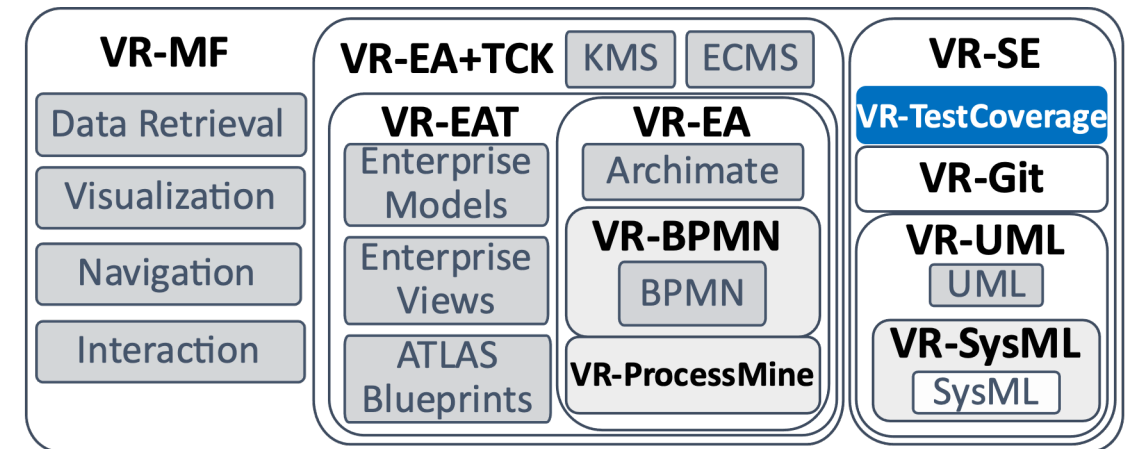 VR-MF
Data Retrieval
Visualization
Navigation
Interaction
VR-EA+TCK
KMS
ECMS
VR-EAT
Enterprise
Models
Enterprise
Views
ATLAS
Blueprints
VR-EA
Archimate
VR-BPMN
BPMN
VR-ProcessMine
VR-SE
VR-TestCoverage
VR-Git
VR-UML
UML
VR-SysML
SysML